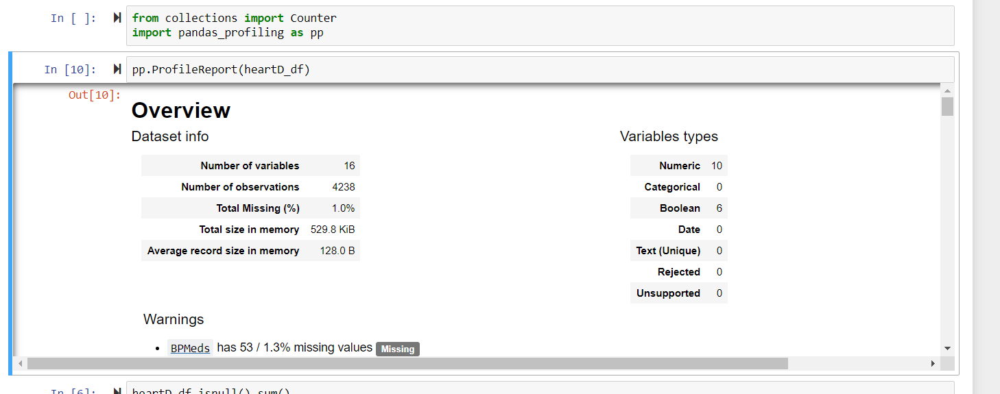 In [ ]: from collections import Counter
import pandas_profiling as pp
In [10]: pp.ProfileReport(heartD_df)
Out[10]:
Overview
Dataset info
Number of variables 16
Number of observations 4238
Total Missing (%) 1.0%
Total size in memory 529.8 KiB
Average record size in memory 128.0 B
Variables types
Numeric 10
Categorical 0
Boolean 6
Date 0
Text (Unique) 0
Rejected 0
Unsupported 0
Warnings
• BPMeds has 53 / 1.3% missing values Missing
In [6]: heartD_df.isnull().sum()